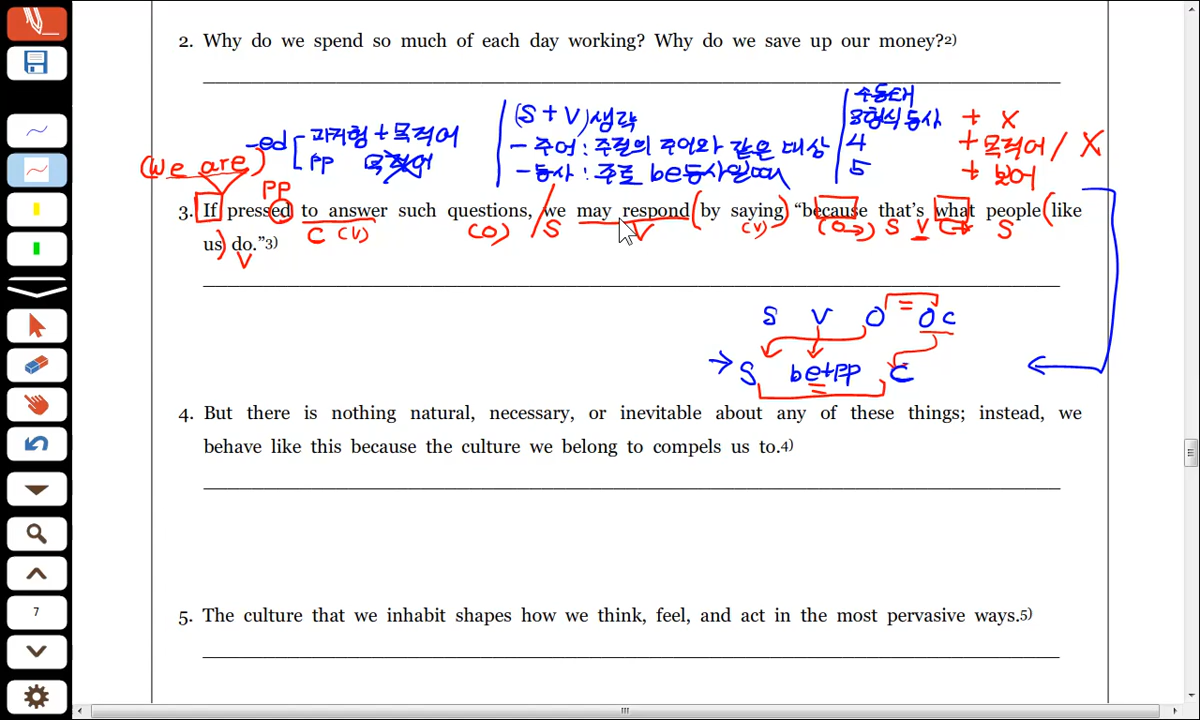 2. Why do we spend so much of each day working? Why do we save up our money?2)
수동태
(S + V) 생략
3형식 동사 + X
-ed 과거형 + 목적어
- 주어 : 주절의 주어와 같은 대상
4 + 목적어 / X
(we are)
PP 목적어
- 동사 : 주로 be동사일때
5 + 보어
PP
3. If pressed to answer such questions, we may respond (by saying) “because that's what people (like
C (V) (O) S V (V) (O→) S V C→ S
us) do.”3)
V
S V O = OC
→ S be+PP C
=
4. But there is nothing natural, necessary, or inevitable about any of these things; instead, we
behave like this because the culture we belong to compels us to.4)
7
5. The culture that we inhabit shapes how we think, feel, and act in the most pervasive ways.5)